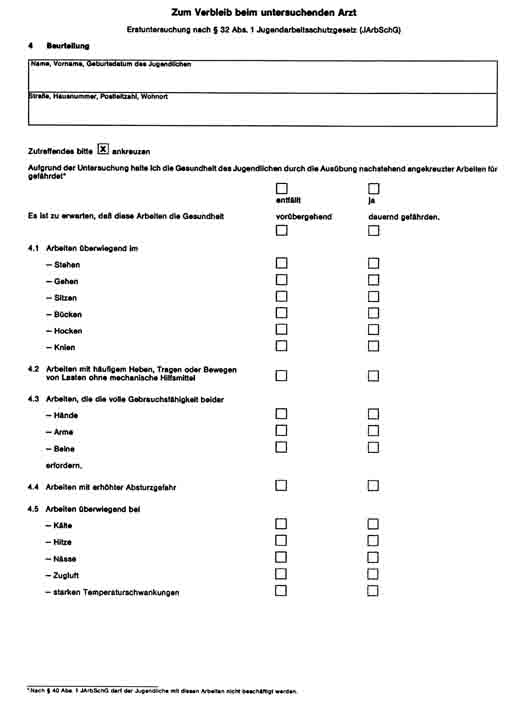 Zum Verbleib beim untersuchenden Arzt
Erstuntersuchung nach § 32 Abs. 1 Jugendarbeitsschutzgesetz (JArbSchG)
4 Beurteilung
Name, Vorname, Geburtsdatum des Jugendlichen
Straße, Hausnummer, Postleitzahl, Wohnort
Zutreffendes bitte X ankreuzen
Aufgrund der Untersuchung halte ich die Gesundheit des Jugendlichen durch die Ausübung nachstehend angekreuzter Arbeiten für
gefährdet*
entfällt ja
Es ist zu erwarten, daß diese Arbeiten die Gesundheit vorübergehend dauernd gefährden.
4.1 Arbeiten überwiegend im
– Stehen
– Gehen
– Sitzen
– Bücken
– Hocken
– Knien
4.2 Arbeiten mit häufigem Heben, Tragen oder Bewegen
von Lasten ohne mechanische Hilfsmittel
4.3 Arbeiten, die die volle Gebrauchsfähigkeit beider
– Hände
– Arme
– Beine
erfordern.
4.4 Arbeiten mit erhöhter Absturzgefahr
4.5 Arbeiten überwiegend bei
– Kälte
– Hitze
– Nässe
– Zugluft
– starken Temperaturschwankungen
*Nach § 40 Abs. 1 JArbSchG darf der Jugendliche mit diesen Arbeiten nicht beschäftigt werden.